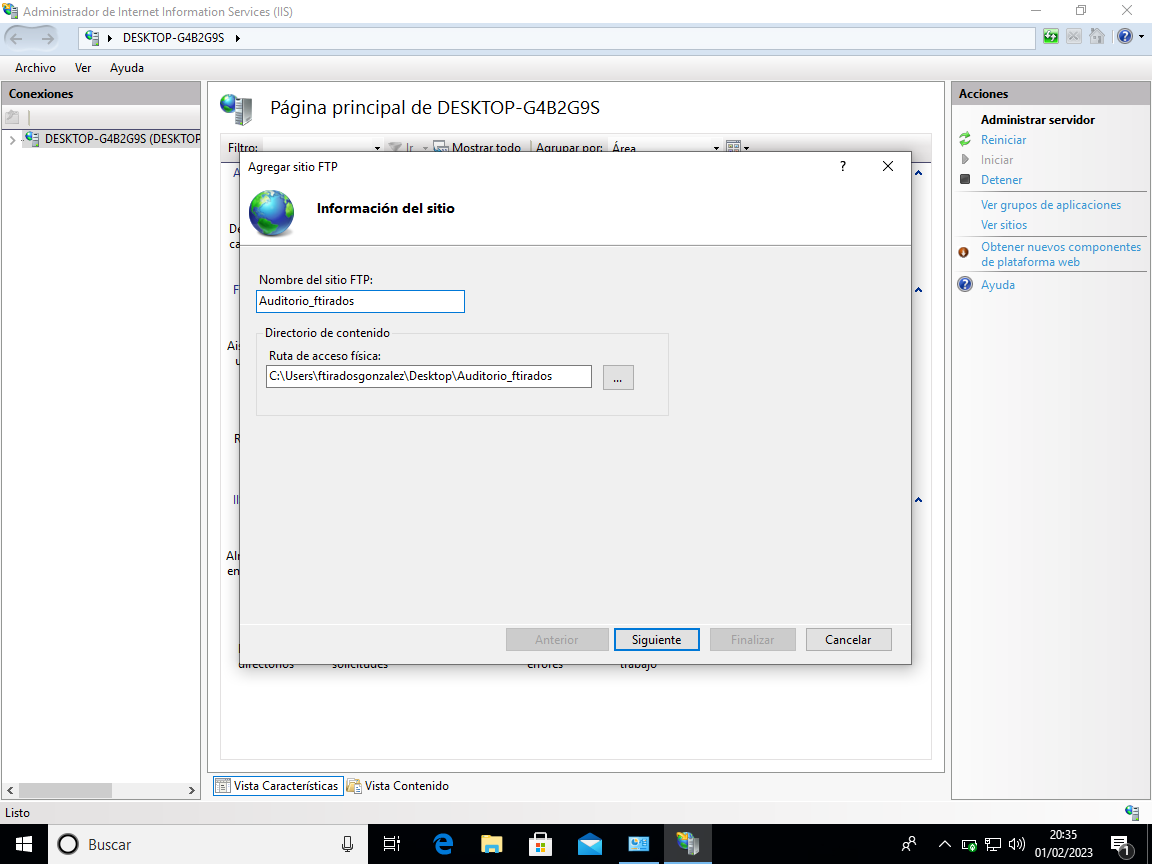 Administrador de Internet Information Services (IIS)
DESKTOP-G4B2G9S
Archivo Ver Ayuda
Conexiones
DESKTOP-G4B2G9S (DESKTOP
Página principal de DESKTOP-G4B2G9S
Filtro: Ir Mostrar todo Agrupar por: Área
Agregar sitio FTP
?
Información del sitio
Nombre del sitio FTP:
Auditorio_ftirados
Directorio de contenido
Ruta de acceso física:
C:\Users\ftiradosgonzalez\Desktop\Auditorio_ftirados
...
Anterior Siguiente Finalizar Cancelar
directorios solicitudes errores trabajo
Vista Características Vista Contenido
Acciones
Administrar servidor
Reiniciar
Iniciar
Detener
Ver grupos de aplicaciones
Ver sitios
Obtener nuevos componentes
de plataforma web
Ayuda
Listo
Buscar
20:35
01/02/2023
1